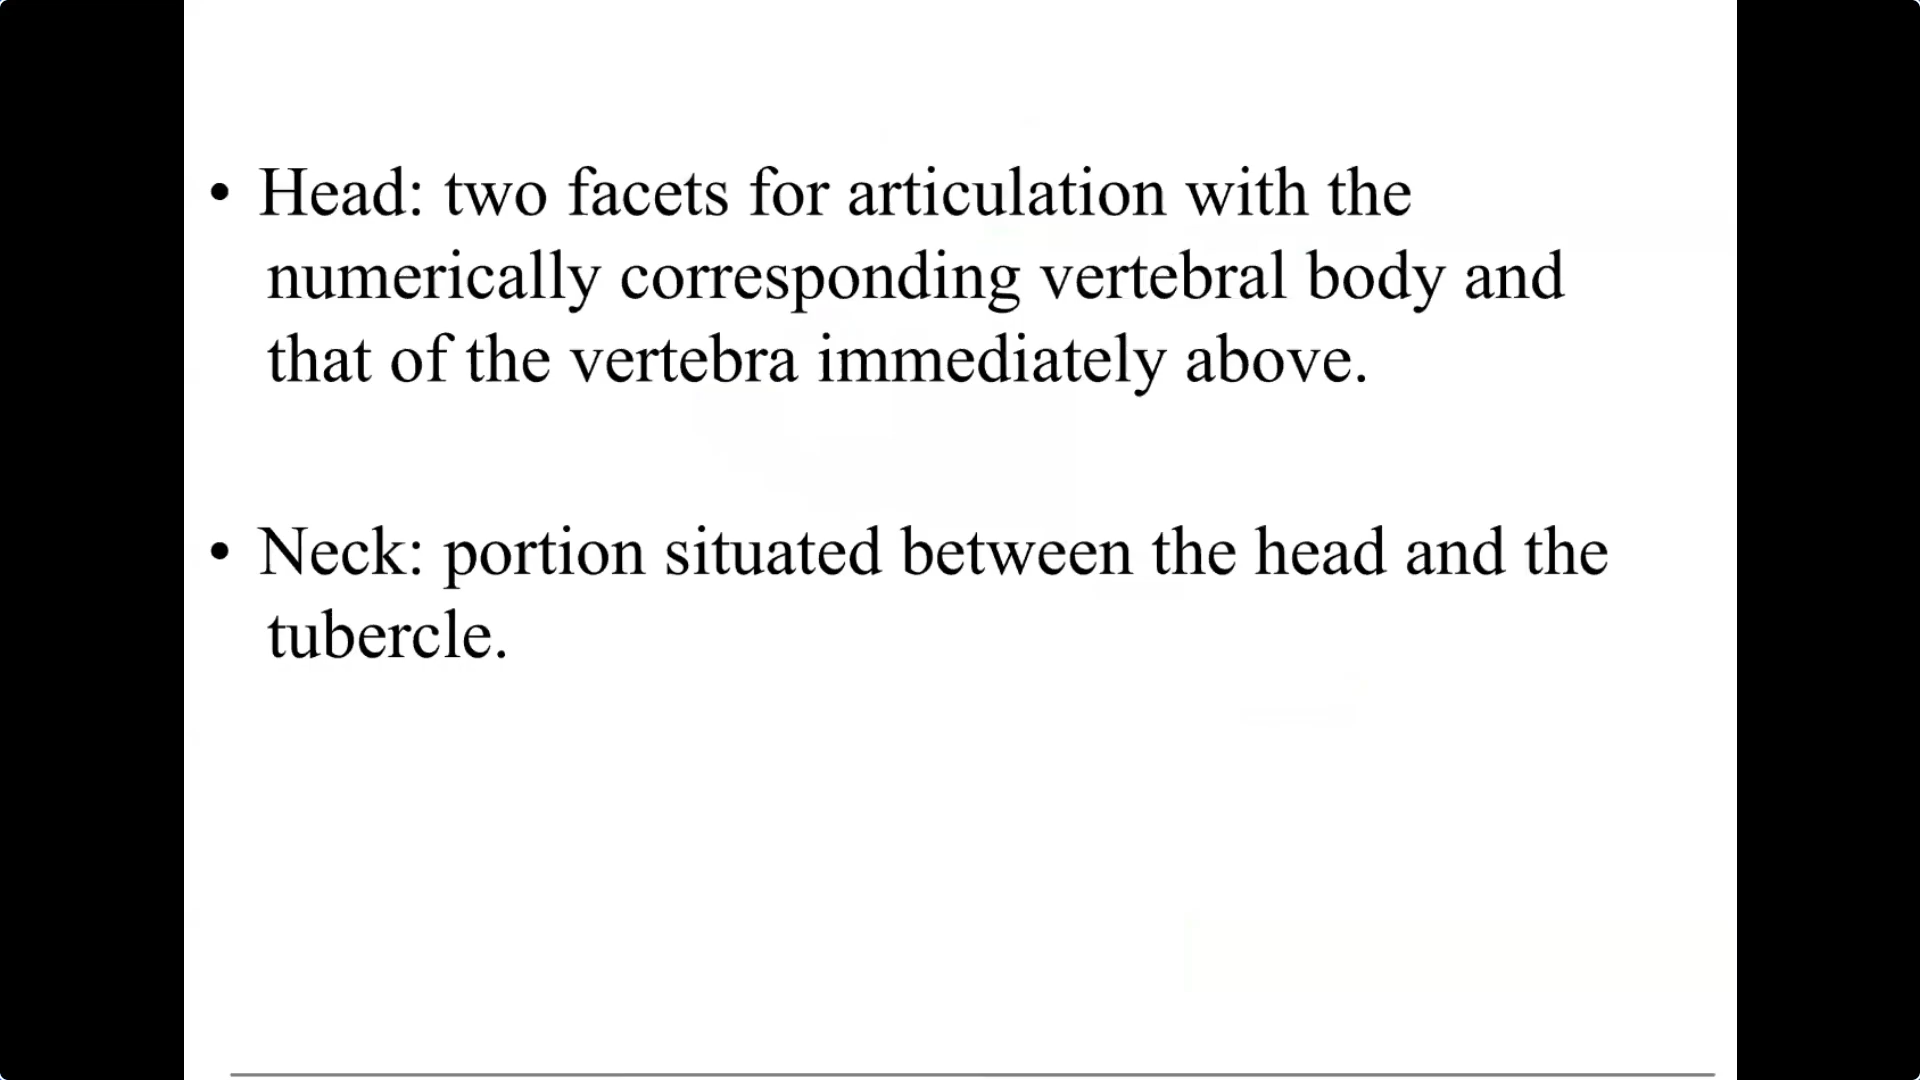 • Head: two facets for articulation with the
numerically corresponding vertebral body and
that of the vertebra immediately above.
• Neck: portion situated between the head and the
tubercle.